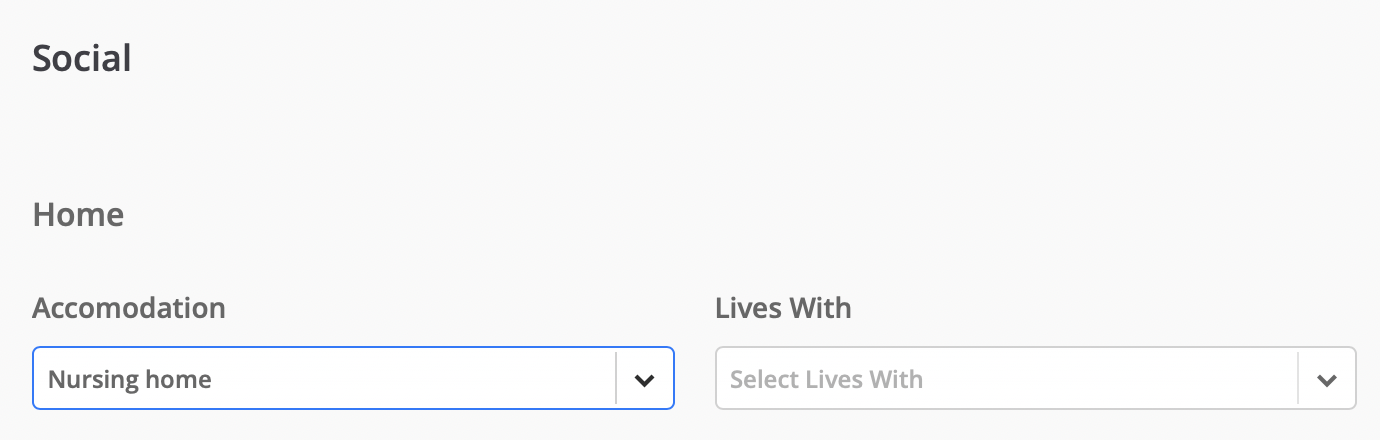 Social
Home
Accomodation
Lives With
Nursing home
Select Lives With